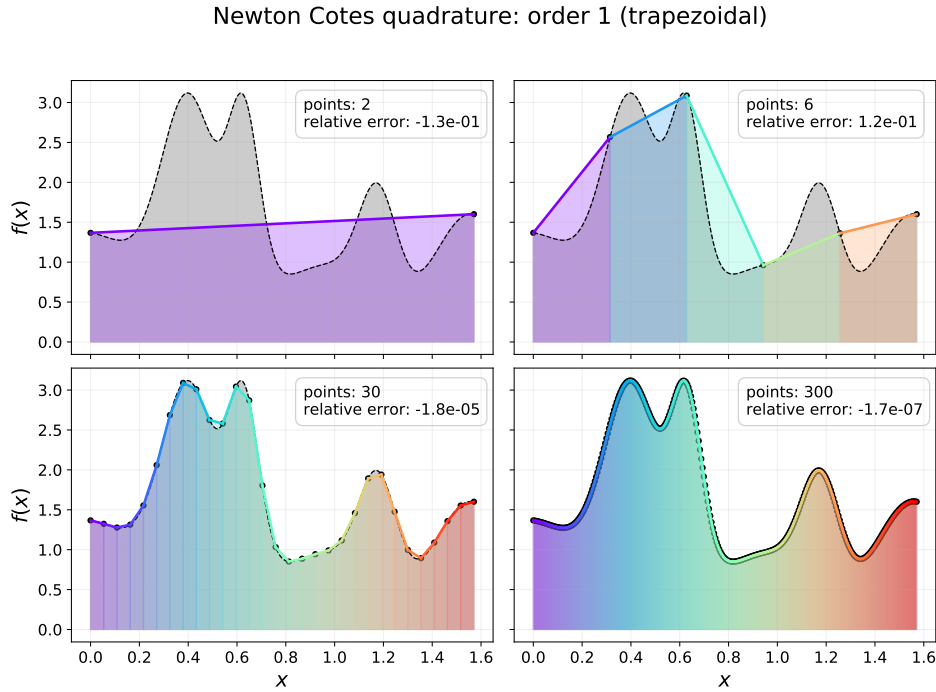 Newton Cotes quadrature: order 1 (trapezoidal)
f(x)
3.0
2.5
2.0
1.5
1.0
0.5
0.0
points: 2
relative error: -1.3e-01
points: 6
relative error: 1.2e-01
f(x)
3.0
2.5
2.0
1.5
1.0
0.5
0.0
points: 30
relative error: -1.8e-05
points: 300
relative error: -1.7e-07
0.0 0.2 0.4 0.6 0.8 1.0 1.2 1.4 1.6
0.0 0.2 0.4 0.6 0.8 1.0 1.2 1.4 1.6
x
x